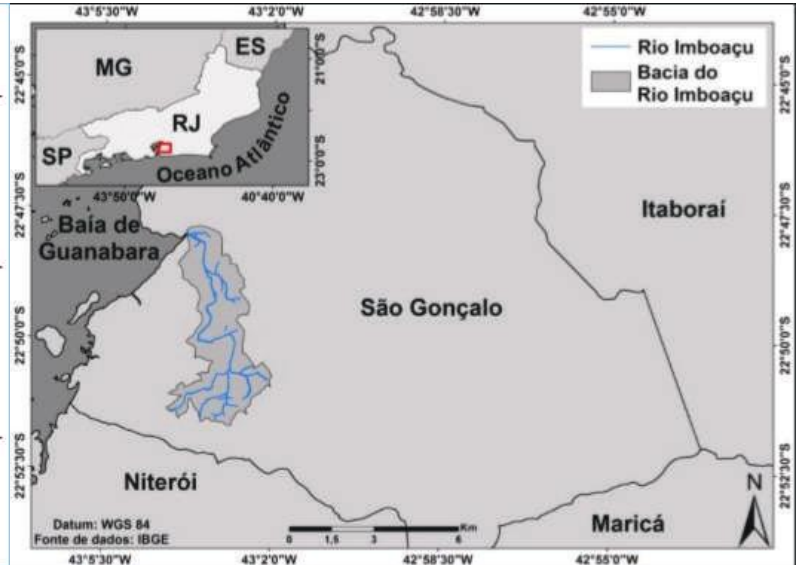 43°5'30"W
43°2'0"W
42°58'30"W
42°55'0"W
MG
ES
RJ
SP
Oceano Atlântico
43°50'0"W
40°40'0"W
21°0'0"S
23°0'0"S
Rio Imboaçu
Bacia do
Rio Imboaçu
22°45'0"S
22°45'0"S
22°47'30"S
22°47'30"S
Baía de
Guanabara
Itaboraí
São Gonçalo
22°50'0"S
22°50'0"S
22°52'30"S
22°52'30"S
Niterói
Maricá
N
Datum: WGS 84
Fonte de dados: IBGE
0 1,5 3 6
Km
43°5'30"W
43°2'0"W
42°58'30"W
42°55'0"W